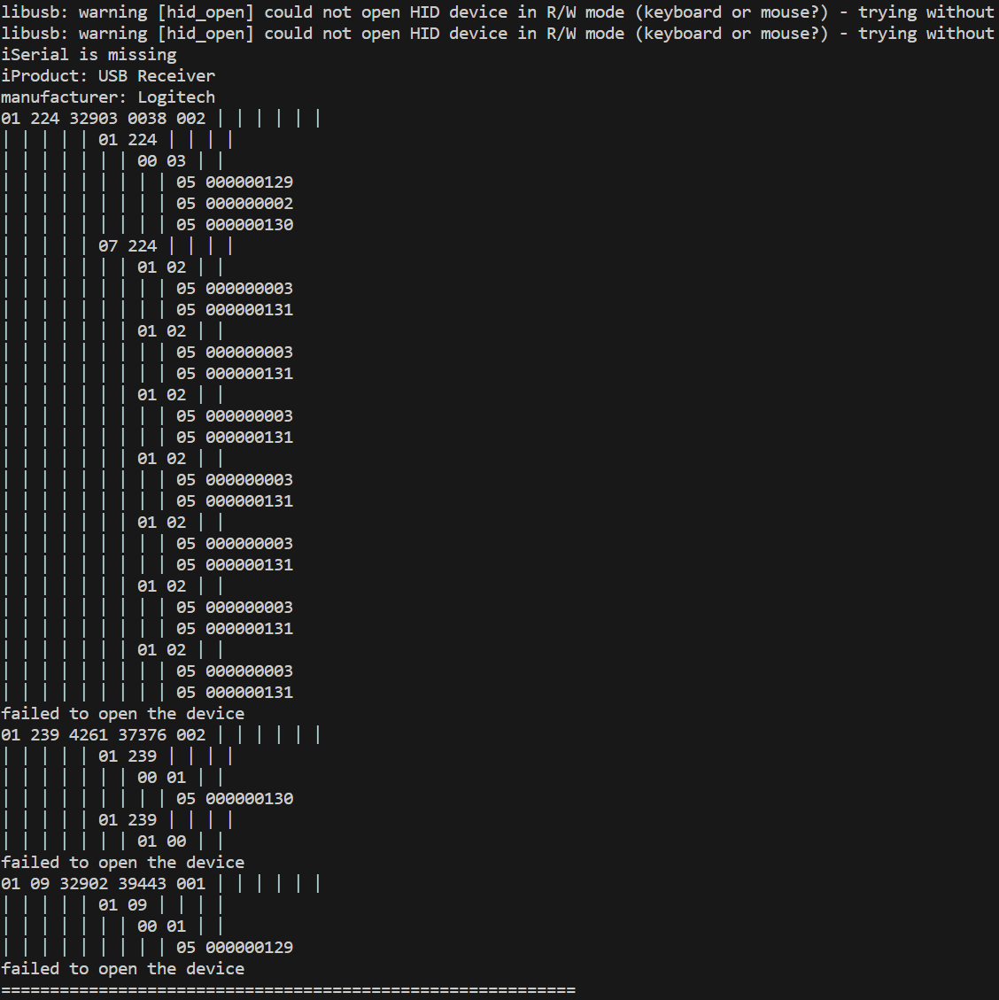 libusb: warning [hid_open] could not open HID device in R/W mode (keyboard or mouse?) - trying without
libusb: warning [hid_open] could not open HID device in R/W mode (keyboard or mouse?) - trying without
iSerial is missing
iProduct: USB Receiver
manufacturer: Logitech
01 224 32903 0038 002 | | | | | |
| | | | | 01 224 | | | |
| | | | | | | 00 03 | |
| | | | | | | | | 05 000000129
| | | | | | | | | 05 000000002
| | | | | | | | | 05 000000130
| | | | | 07 224 | | | |
| | | | | | | 01 02 | |
| | | | | | | | | 05 000000003
| | | | | | | | | 05 000000131
| | | | | | | 01 02 | |
| | | | | | | | | 05 000000003
| | | | | | | | | 05 000000131
| | | | | | | 01 02 | |
| | | | | | | | | 05 000000003
| | | | | | | | | 05 000000131
| | | | | | | 01 02 | |
| | | | | | | | | 05 000000003
| | | | | | | | | 05 000000131
| | | | | | | 01 02 | |
| | | | | | | | | 05 000000003
| | | | | | | | | 05 000000131
| | | | | | | 01 02 | |
| | | | | | | | | 05 000000003
| | | | | | | | | 05 000000131
| | | | | | | 01 02 | |
| | | | | | | | | 05 000000003
| | | | | | | | | 05 000000131
failed to open the device
01 239 4261 37376 002 | | | | | |
| | | | | 01 239 | | | |
| | | | | | | 00 01 | |
| | | | | | | | | 05 000000130
| | | | | 01 239 | | | |
| | | | | | | 01 00 | |
failed to open the device
01 09 32902 39443 001 | | | | | |
| | | | | 01 09 | | | |
| | | | | | | 00 01 | |
| | | | | | | | | 05 000000129
failed to open the device
===========================================================